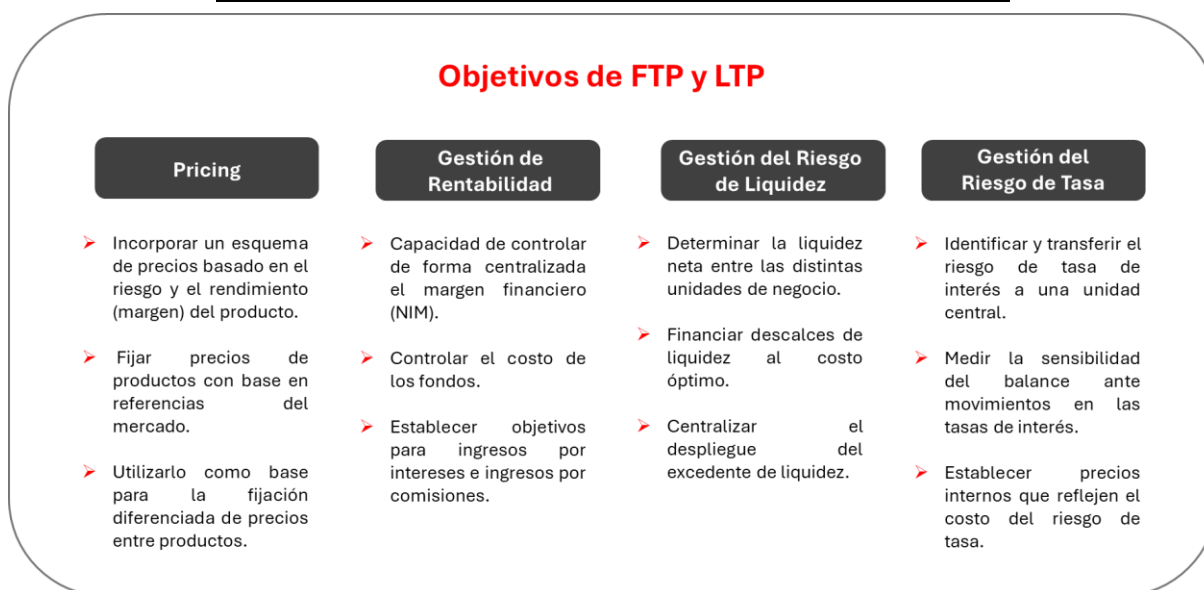 Objetivos de FTP y LTP
Pricing
Incorporar un esquema
de precios basado en el
riesgo y el rendimiento
(margen) del producto.
Fijar precios de
productos con base en
referencias del
mercado.
Utilizarlo como base
para la fijación
diferenciada de precios
entre productos.
Gestión de
Rentabilidad
Capacidad de controlar
de forma centralizada
el margen financiero
(NIM).
Controlar el costo de
los fondos.
Establecer objetivos
para ingresos por
intereses e ingresos por
comisiones.
Gestión del Riesgo
de Liquidez
Determinar la liquidez
neta entre las distintas
unidades de negocio.
Financiar descalces de
liquidez al costo
óptimo.
Centralizar el
despliegue del
excedente de liquidez.
Gestión del
Riesgo de Tasa
Identificar y transferir el
riesgo de tasa de
interés a una unidad
central.
Medir la sensibilidad
del balance ante
movimientos en las
tasas de interés.
Establecer precios
internos que reflejen el
costo del riesgo de
tasa.